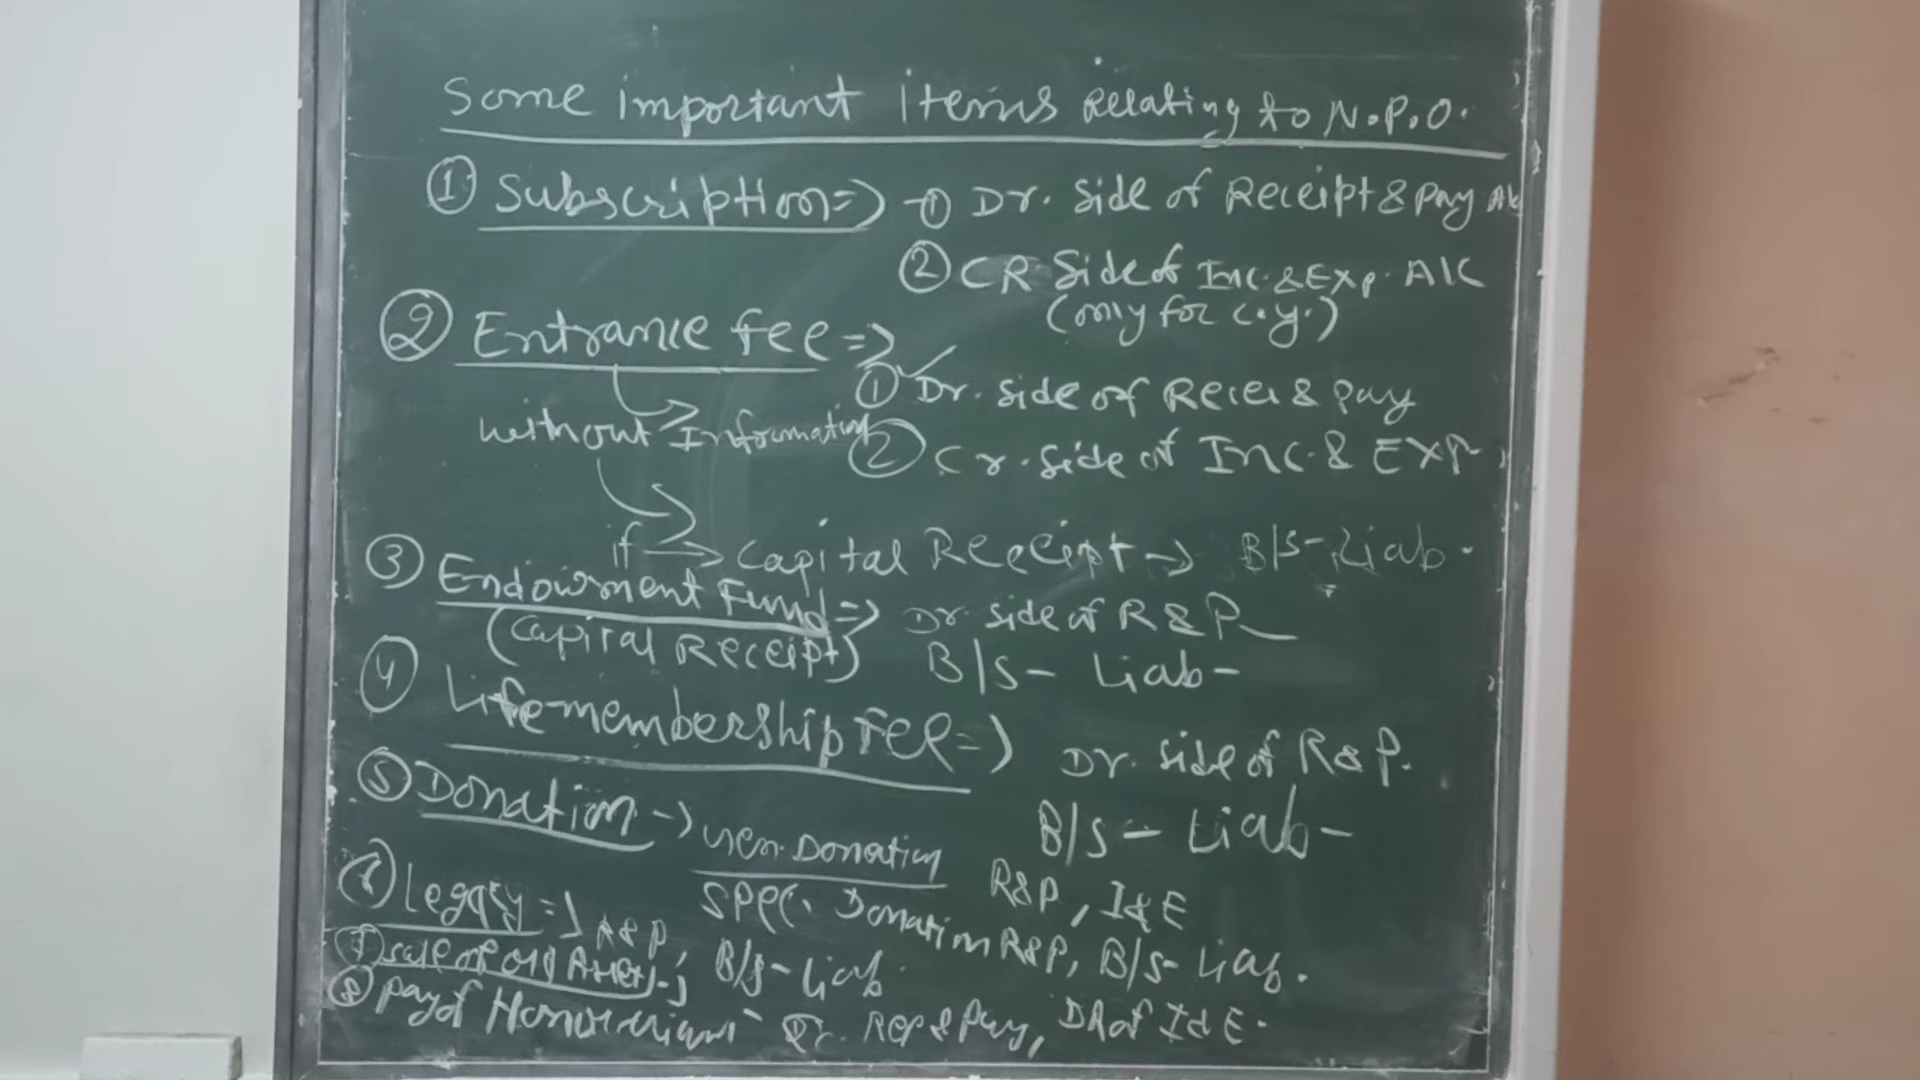 Some important items Relating to N.P.O.
① Subscription => ① Dr. Side of Receipt & Pay A/c
② CR Side of Inc. & Exp. A/C
(only for c.y.)
② Entrance fee =>
① Dr. side of Recei & pay
without Information
② Cr. side of Inc. & EXP
if -> Capital Receipt -> B/S - Liab.
③ Endowment Fund => Dr. side of R & P
(Capital Receipt) B/S - Liab -
④ Life membership Fee => Dr. side of R & P.
B/S - Liab -
⑤ Donation -> Gen. Donation R&P, I&E
Spec. Donation R&P, B/S - Liab.
⑥ Legacy => R&P, B/S - Liab.
⑦ sale of old Asset
⑧ pay of Honorarium - Cr. Rec & Pay, DR of I & E.